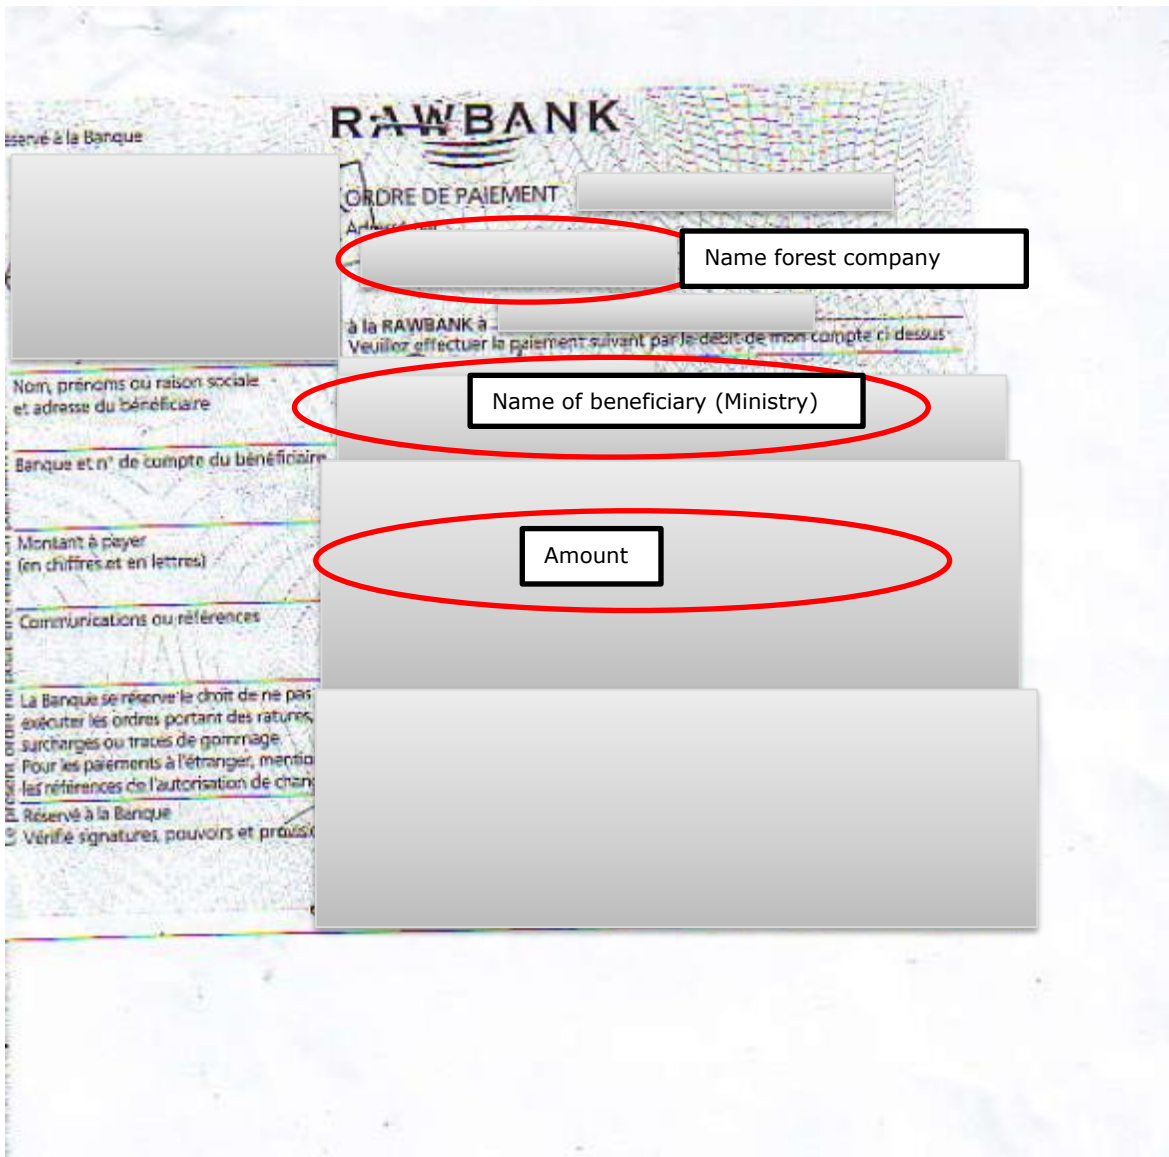 RAWBANK
à la Banque
ORDRE DE PAIEMENT
Name forest company
à la RAWBANK à
Veuillez effectuer le paiement suivant par le débit de mon compte ci dessus
Nom, prénoms ou raison sociale
et adresse du bénéficiaire
Name of beneficiary (Ministry)
Banque et n° de compte du bénéficiaire
Montant à payer
(en chiffres et en lettres)
Amount
Communications ou références
La Banque se réserve le droit de ne pas
exécuter les ordres portant des ratures,
surcharges ou traces de gommage
Pour les paiements à l'étranger,
les références de l'autorisation de
Réservé à la Banque
Vérifié signatures, pouvoirs et